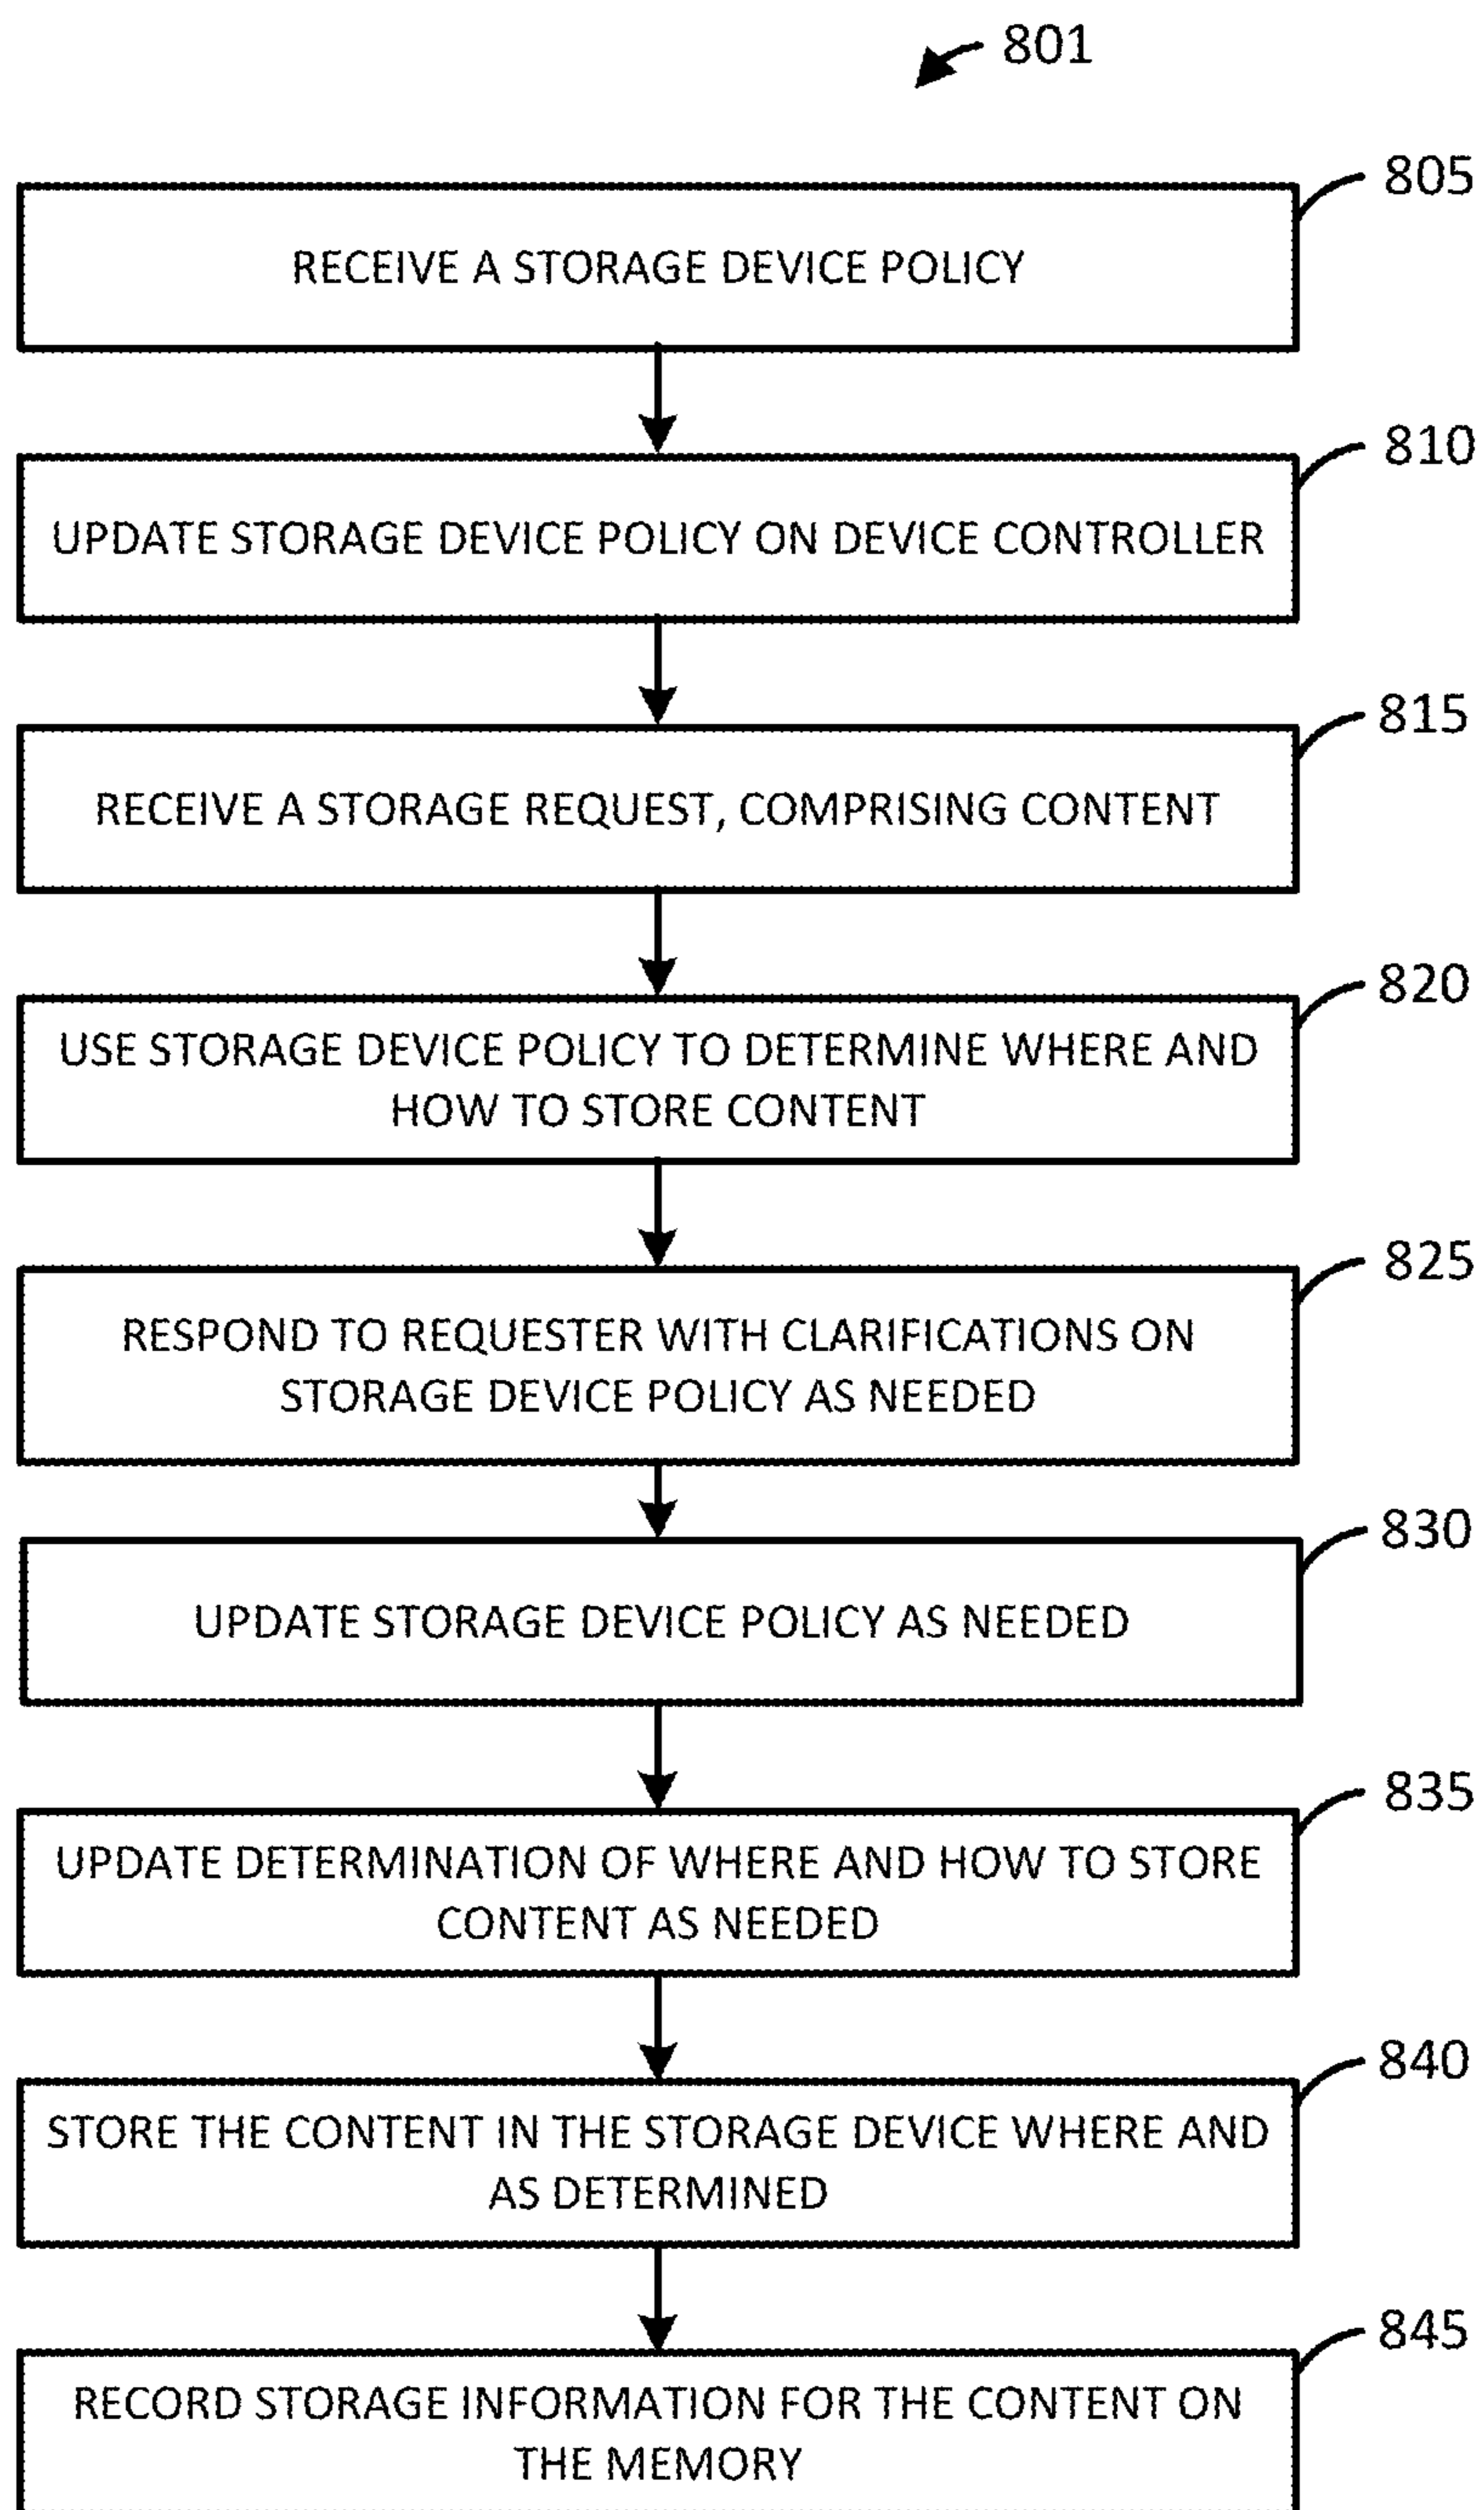 801
805
RECEIVE A STORAGE DEVICE POLICY
810
UPDATE STORAGE DEVICE POLICY ON DEVICE CONTROLLER
815
RECEIVE A STORAGE REQUEST, COMPRISING CONTENT
820
USE STORAGE DEVICE POLICY TO DETERMINE WHERE AND
HOW TO STORE CONTENT
825
RESPOND TO REQUESTER WITH CLARIFICATIONS ON
STORAGE DEVICE POLICY AS NEEDED
830
UPDATE STORAGE DEVICE POLICY AS NEEDED
835
UPDATE DETERMINATION OF WHERE AND HOW TO STORE
CONTENT AS NEEDED
840
STORE THE CONTENT IN THE STORAGE DEVICE WHERE AND
AS DETERMINED
845
RECORD STORAGE INFORMATION FOR THE CONTENT ON
THE MEMORY